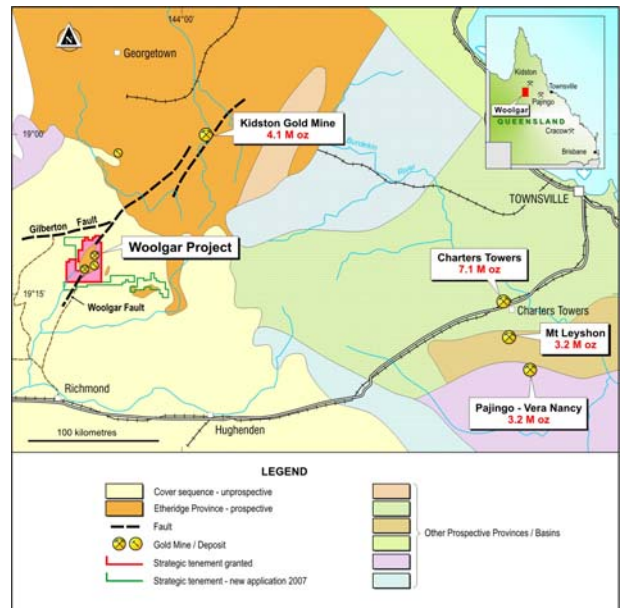 144°00'
N
Georgetown
Kidston Gold Mine
4.1 M oz
19°00'
Burdekin
River
Kidston
Townsville
Pajingo
Woolgar
QUEENSLAND
Cracow
Brisbane
TOWNSVILLE
Gilberton Fault
Woolgar Project
Charters Towers
7.1 M oz
19°15'
Woolgar Fault
Charters Towers
Mt Leyshon
3.2 M oz
Richmond
Pajingo - Vera Nancy
3.2 M oz
Hughenden
100 kilometres
LEGEND
Cover sequence - unprospective
Etheridge Province - prospective
Fault
Gold Mine / Deposit
Strategic tenement granted
Strategic tenement - new application 2007
Other Prospective Provinces / Basins